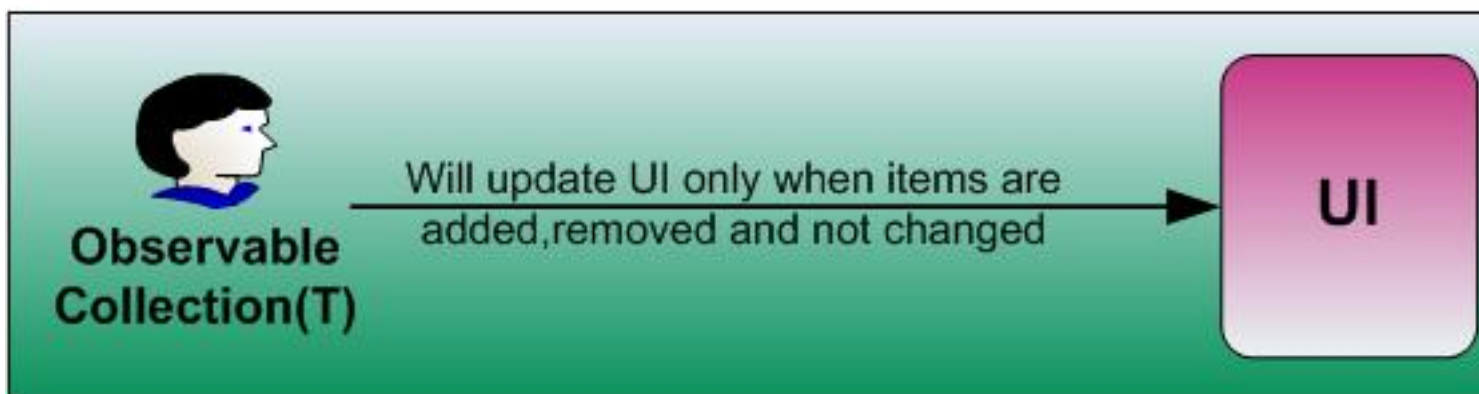 Observable
Collection(T)
Will update UI only when items are
added,removed and not changed
UI